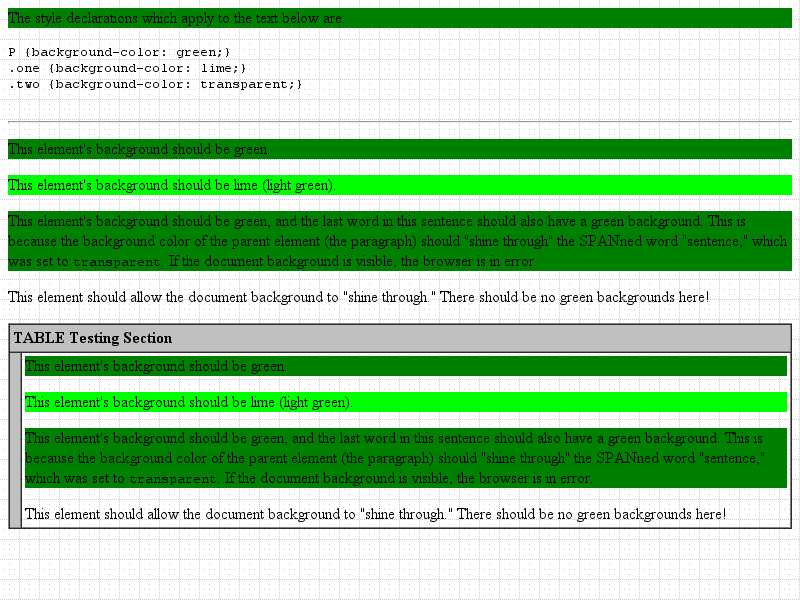 The style declarations which apply to the text below are:
P {background-color: green;}
.one {background-color: lime;}
.two {background-color: transparent;}
This element's background should be green.
This element's background should be lime (light green).
This element's background should be green, and the last word in this sentence should also have a green background. This is
because the background color of the parent element (the paragraph) should "shine through" the SPANned word "sentence," which
was set to transparent. If the document background is visible, the browser is in error.
This element should allow the document background to "shine through." There should be no green backgrounds here!
TABLE Testing Section
This element's background should be green.
This element's background should be lime (light green).
This element's background should be green, and the last word in this sentence should also have a green background. This is
because the background color of the parent element (the paragraph) should "shine through" the SPANned word "sentence,"
which was set to transparent. If the document background is visible, the browser is in error.
This element should allow the document background to "shine through." There should be no green backgrounds here!